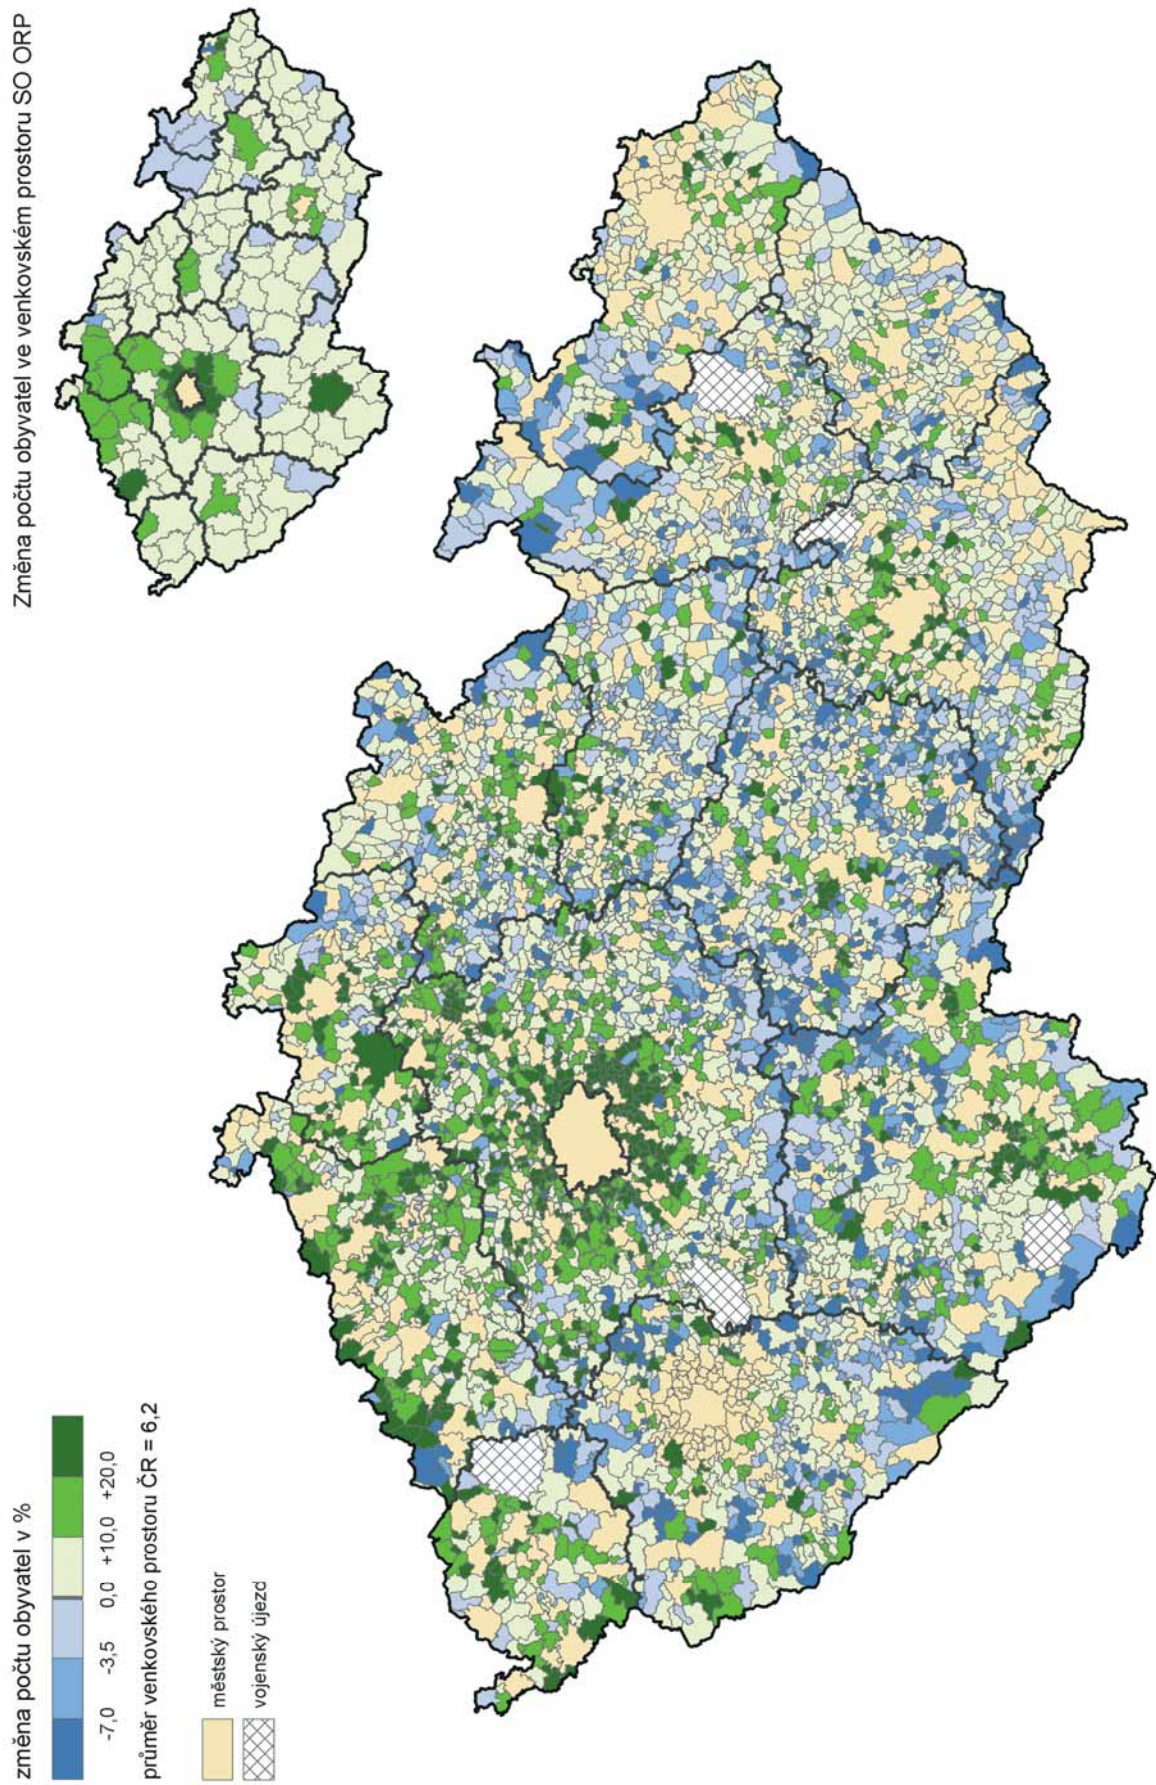 Změna počtu obyvatel ve venkovském prostoru SO ORP
změna počtu obyvatel v %
-7,0 -3,5 0,0 +10,0 +20,0
průměr venkovského prostoru ČR = 6,2
městský prostor
vojenský újezd